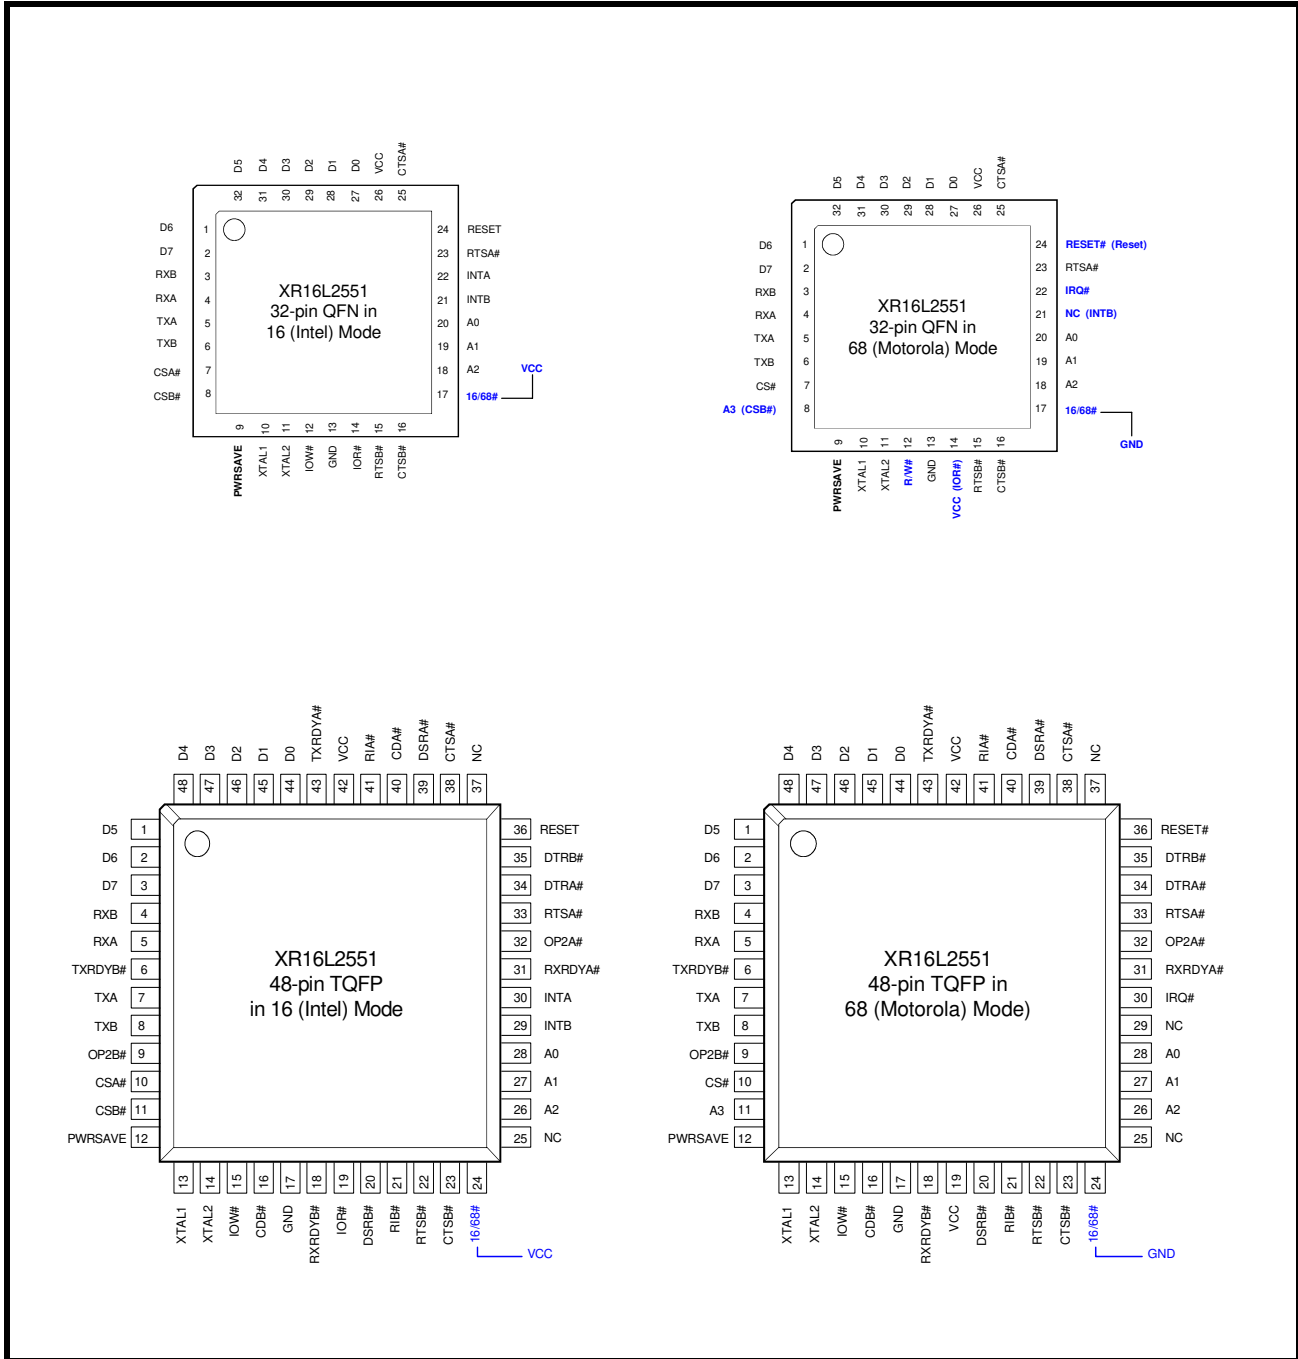 D5 D4 D3 D2 D1 D0 VCC CTSA#
32 31 30 29 28 27 26 25
D6 1
D7 2
RXB 3
RXA 4
TXA 5
TXB 6
CSA# 7
CSB# 8
XR16L2551
32-pin QFN in
16 (Intel) Mode
24 RESET
23 RTSA#
22 INTA
21 INTB
20 A0
19 A1
18 A2
17 16/68#
VCC
9 10 11 12 13 14 15 16
PWRSAVE XTAL1 XTAL2 IOW# GND IOR# RTSB# CTSB#
D5 D4 D3 D2 D1 D0 VCC CTSA#
32 31 30 29 28 27 26 25
D6 1
D7 2
RXB 3
RXA 4
TXA 5
TXB 6
CS# 7
A3 (CSB#) 8
XR16L2551
32-pin QFN in
68 (Motorola) Mode
24 RESET# (Reset)
23 RTSA#
22 IRQ#
21 NC (INTB)
20 A0
19 A1
18 A2
17 16/68#
GND
9 10 11 12 13 14 15 16
PWRSAVE XTAL1 XTAL2 R/W# GND VCC (IOR#) RTSB# CTSB#
D4 D3 D2 D1 D0 TXRDYA# VCC RIA# CDA# DSRA# CTSA# NC
48 47 46 45 44 43 42 41 40 39 38 37
D5 1
D6 2
D7 3
RXB 4
RXA 5
TXRDYB# 6
TXA 7
TXB 8
OP2B# 9
CSA# 10
CSB# 11
PWRSAVE 12
XR16L2551
48-pin TQFP
in 16 (Intel) Mode
36 RESET
35 DTRB#
34 DTRA#
33 RTSA#
32 OP2A#
31 RXRDYA#
30 INTA
29 INTB
28 A0
27 A1
26 A2
25 NC
13 14 15 16 17 18 19 20 21 22 23 24
XTAL1 XTAL2 IOW# CDB# GND RXRDYB# IOR# DSRB# RIB# RTSB# CTSB# 16/68#
VCC
D4 D3 D2 D1 D0 TXRDYA# VCC RIA# CDA# DSRA# CTSA# NC
48 47 46 45 44 43 42 41 40 39 38 37
D5 1
D6 2
D7 3
RXB 4
RXA 5
TXRDYB# 6
TXA 7
TXB 8
OP2B# 9
CS# 10
A3 11
PWRSAVE 12
XR16L2551
48-pin TQFP in
68 (Motorola) Mode)
36 RESET#
35 DTRB#
34 DTRA#
33 RTSA#
32 OP2A#
31 RXRDYA#
30 IRQ#
29 NC
28 A0
27 A1
26 A2
25 NC
13 14 15 16 17 18 19 20 21 22 23 24
XTAL1 XTAL2 IOW# CDB# GND RXRDYB# VCC DSRB# RIB# RTSB# CTSB# 16/68#
GND